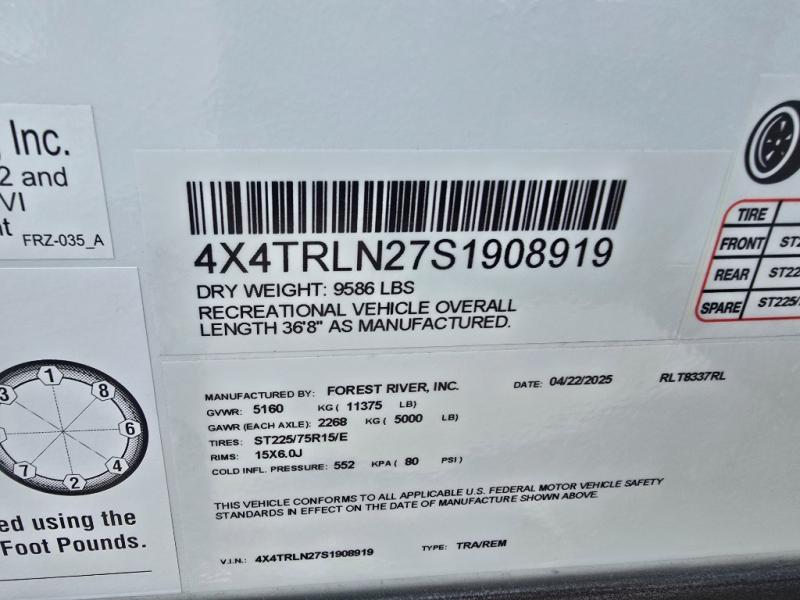 , Inc.
2 and
VI
nt
FRZ-035_A
4X4TRLN27S1908919
DRY WEIGHT: 9586 LBS
RECREATIONAL VEHICLE OVERALL
LENGTH 36'8" AS MANUFACTURED.
TIRE
FRONT ST2
REAR ST22
SPARE ST225/
MANUFACTURED BY: FOREST RIVER, INC. DATE: 04/22/2025 RLT8337RL
GVWR: 5160 KG ( 11375 LB)
GAWR (EACH AXLE): 2268 KG ( 5000 LB)
TIRES: ST225/75R15/E
RIMS: 15X6.0J
COLD INFL. PRESSURE: 552 KPA ( 80 PSI)
THIS VEHICLE CONFORMS TO ALL APPLICABLE U.S. FEDERAL MOTOR VEHICLE SAFETY
STANDARDS IN EFFECT ON THE DATE OF MANUFACTURE SHOWN ABOVE.
V.I.N.: 4X4TRLN27S1908919 TYPE: TRA/REM
1
3 8
6
7 4
2
ed using the
Foot Pounds.